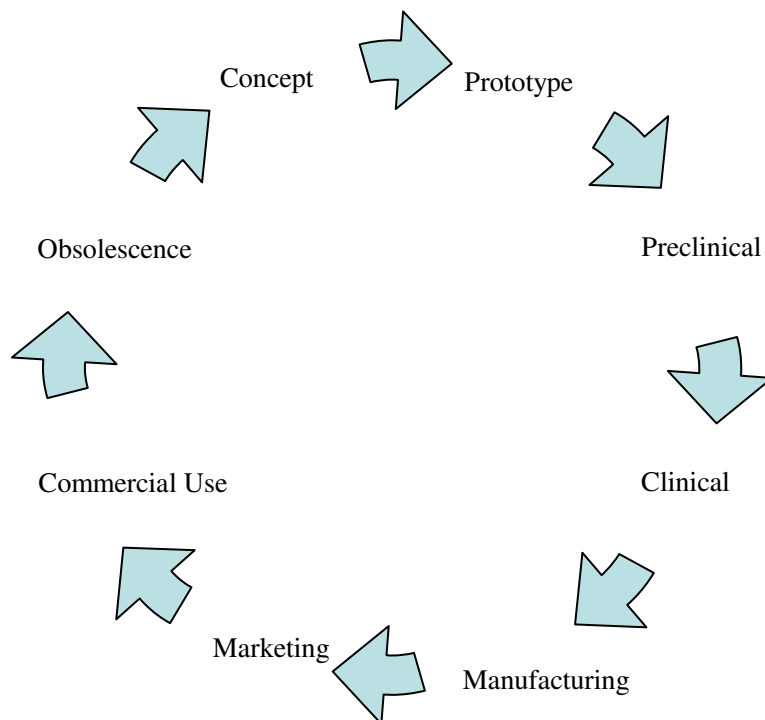 Concept
Prototype
Preclinical
Clinical
Manufacturing
Marketing
Commercial Use
Obsolescence